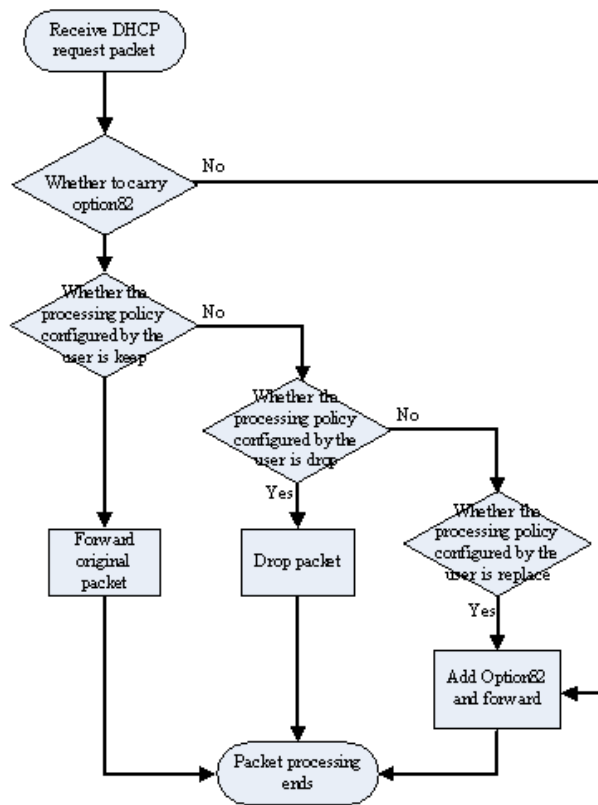 Receive DHCP
request packet
No
Whether to carry
option82
Whether the
processing policy
configured by the
user is keep
No
Whether the
processing policy
configured by the
user is drop
No
Yes
Whether the
processing policy
configured by the
user is replace
Forward
original
packet
Drop packet
Yes
Add Option82
and forward
Packet processing
ends